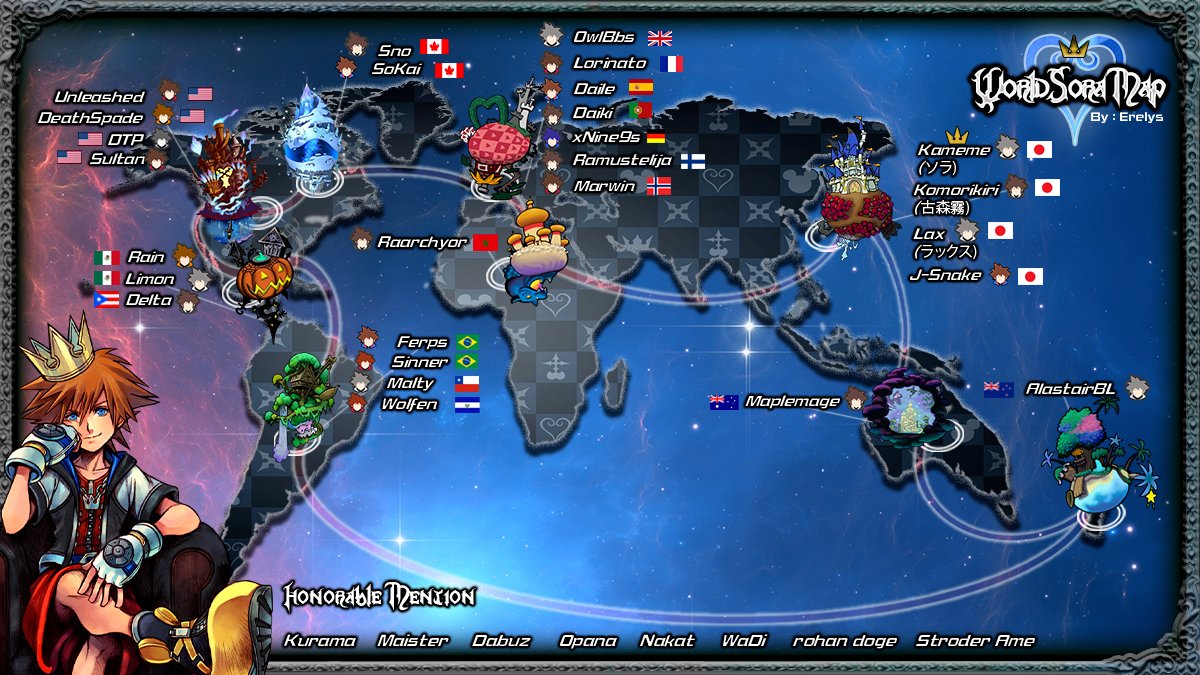 World Sora Map
By : Erelys
Sno
SoKai
Unleashed
DeathSpade
DTP
Sultan
OwlBbs
Lorinato
Daile
Daiki
xNine9s
Ramustelija
Marwin
Kameme
(ソラ)
Komorikiri
(古森霧)
Lax
(ラックス)
J-Snake
Raarchyor
Rain
Limon
Delta
Ferps
Sinner
Malty
Wolfen
Maplemage
AlastairBL
Honorable Mention
Kurama Maister Dabuz Opana Nakat WaDi rohan doge Stroder Ame